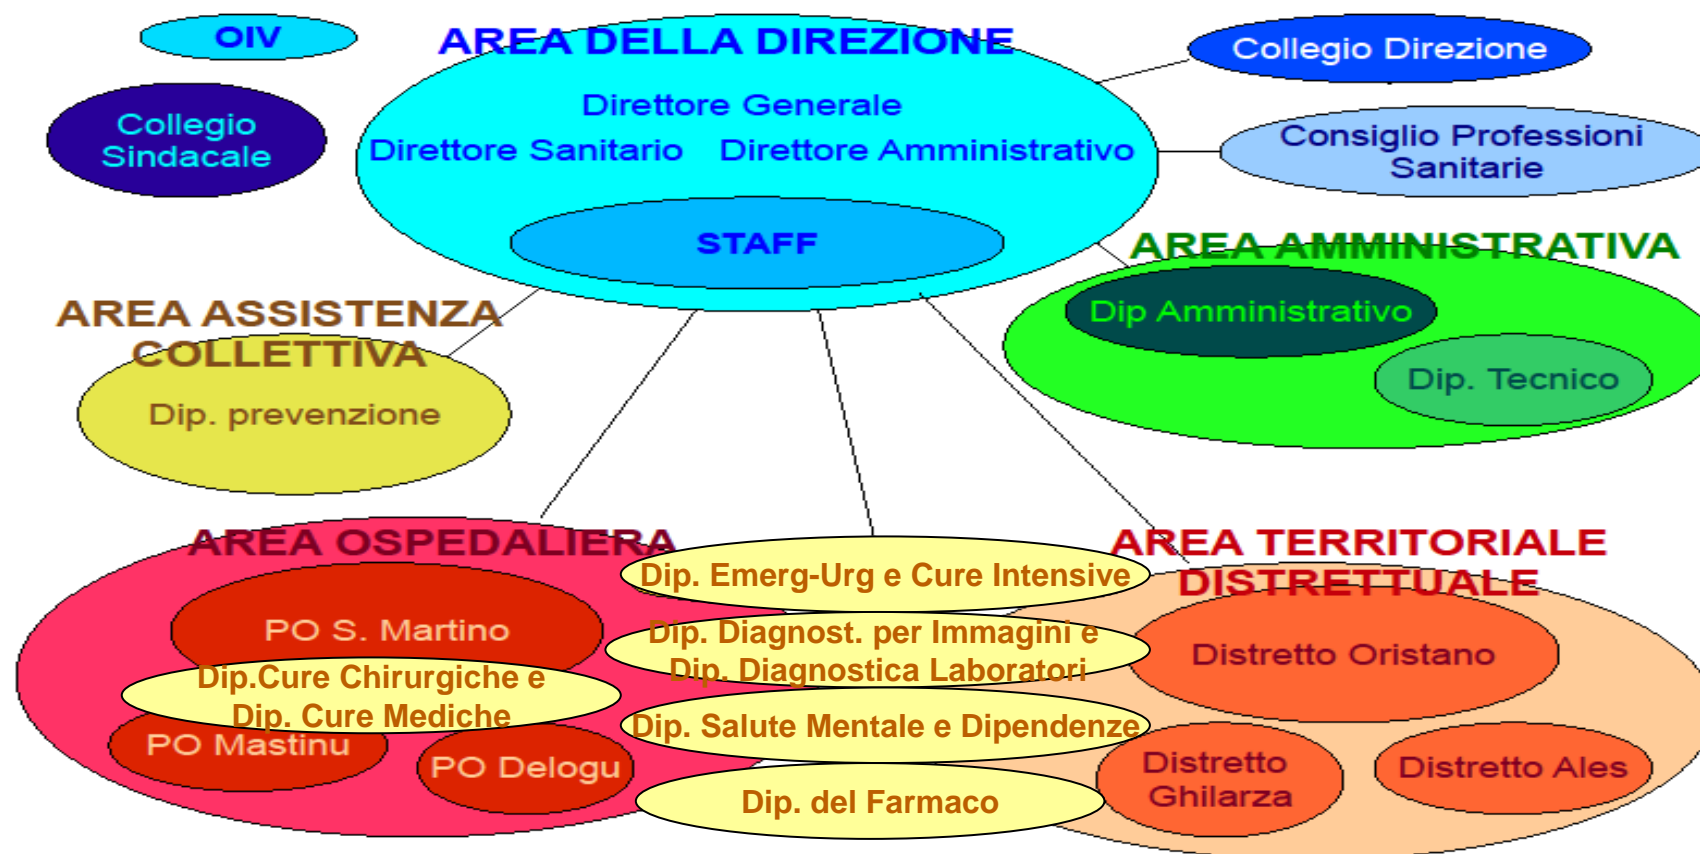 OIV
AREA DELLA DIREZIONE
Collegio Direzione
Direttore Generale
Collegio
Sindacale
Direttore Sanitario Direttore Amministrativo
Consiglio Professioni
Sanitarie
STAFF
AREA AMMINISTRATIVA
Dip Amministrativo
Dip. Tecnico
AREA ASSISTENZA
COLLETTIVA
Dip. prevenzione
AREA OSPEDALIERA
PO S. Martino
Dip.Cure Chirurgiche e
Dip. Cure Mediche
PO Mastinu
PO Delogu
Dip. Emerg-Urg e Cure Intensive
Dip. Diagnost. per Immagini e
Dip. Diagnostica Laboratori
Dip. Salute Mentale e Dipendenze
Dip. del Farmaco
AREA TERRITORIALE
DISTRETTUALE
Distretto Oristano
Distretto
Ghilarza
Distretto Ales